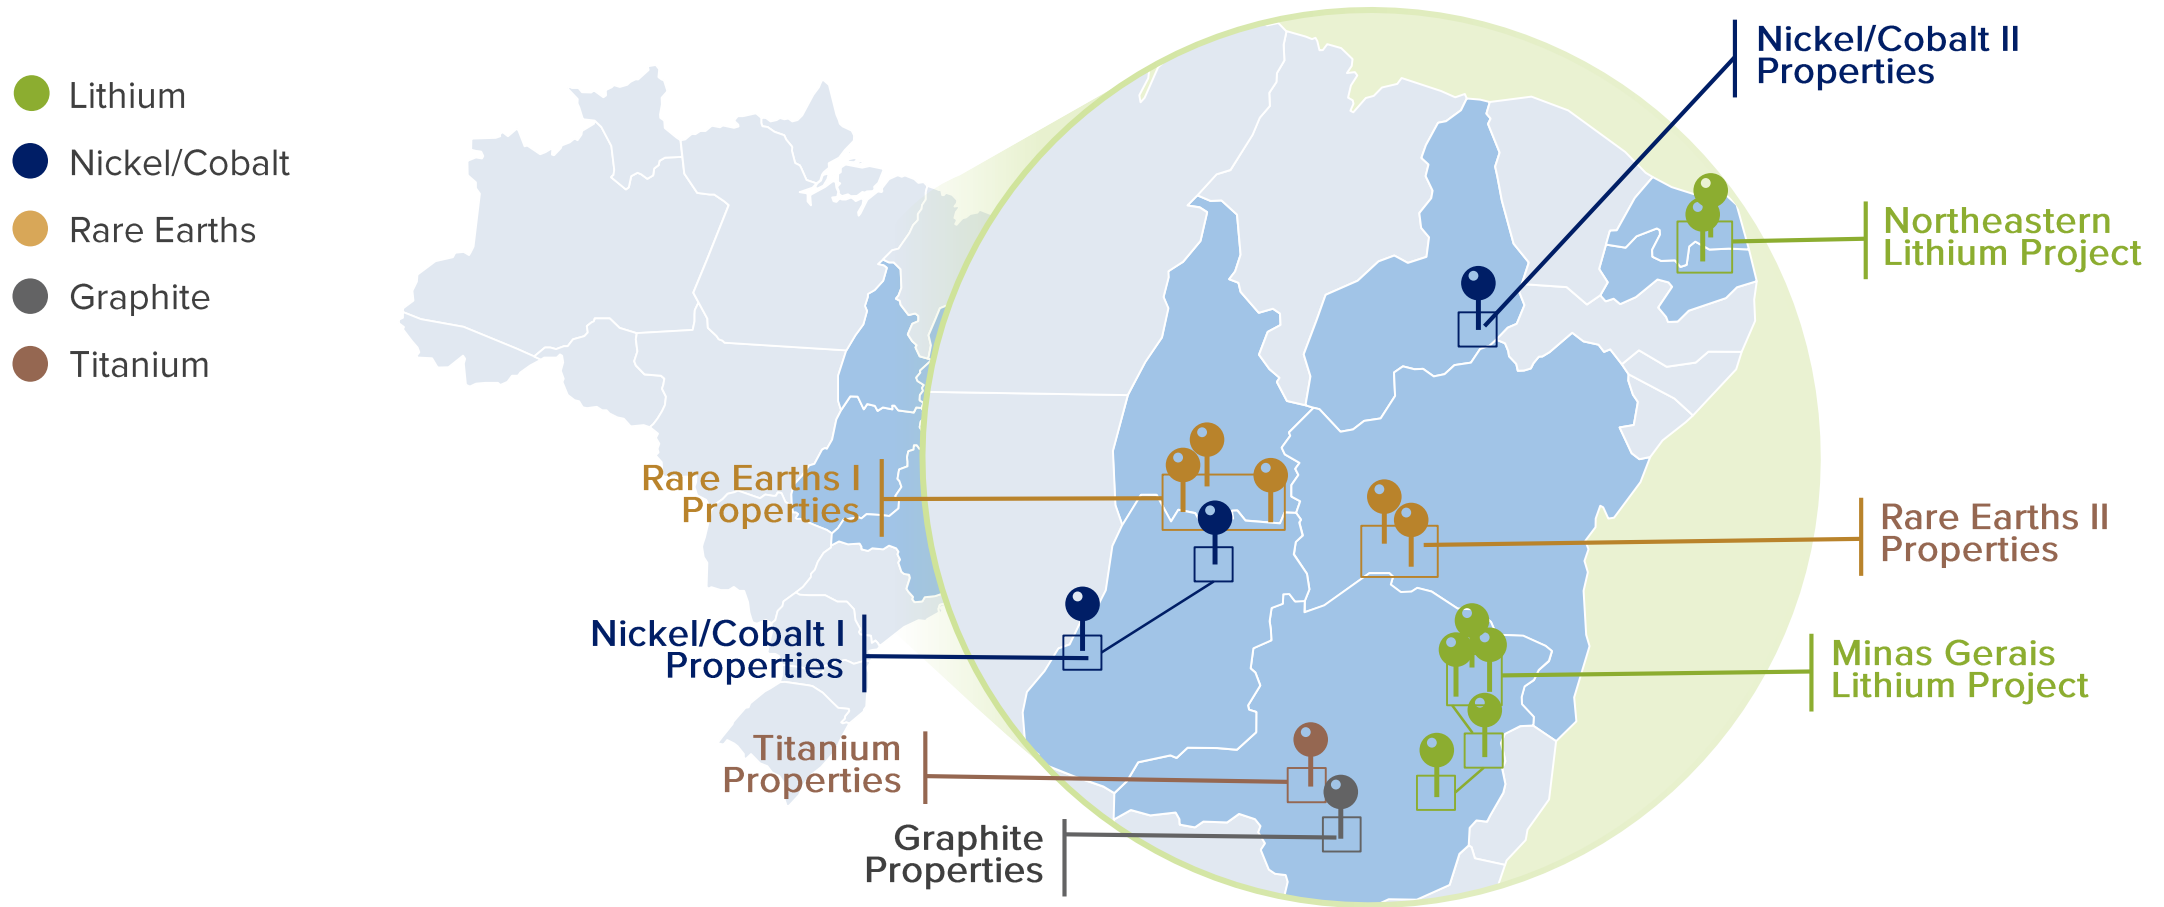 Lithium
Nickel/Cobalt
Rare Earths
Graphite
Titanium
Nickel/Cobalt II
Properties
Northeastern
Lithium Project
Rare Earths I
Properties
Rare Earths II
Properties
Nickel/Cobalt I
Properties
Minas Gerais
Lithium Project
Titanium
Properties
Graphite
Properties